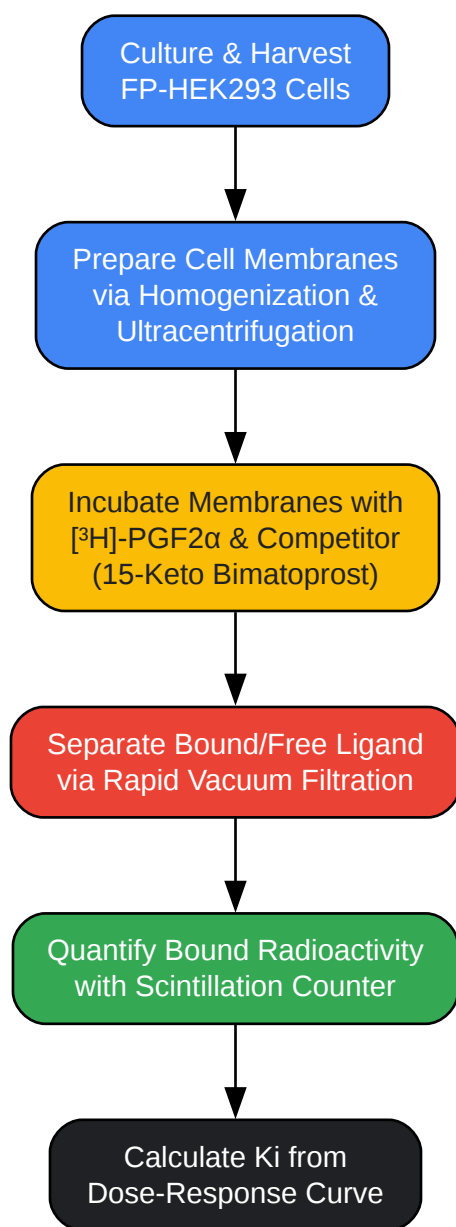 Culture & Harvest
FP-HEK293 Cells
Prepare Cell Membranes
via Homogenization &
Ultracentrifugation
Incubate Membranes with
[³H]-PGF2α & Competitor
(15-Keto Bimatoprost)
Separate Bound/Free Ligand
via Rapid Vacuum Filtration
Quantify Bound Radioactivity
with Scintillation Counter
Calculate Ki from
Dose-Response Curve